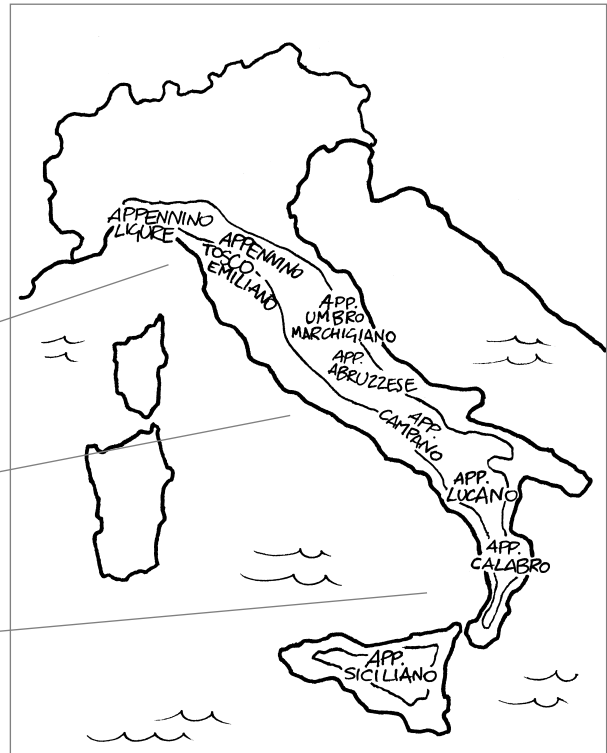 APPENNINO
LIGURE
APPENNINO
TOSCO-
EMILIANO
APP.
UMBRO
MARCHIGIANO
APP.
ABRUZZESE
APP.
CAMPANO
APP.
LUCANO
APP.
CALABRO
APP.
SICILIANO